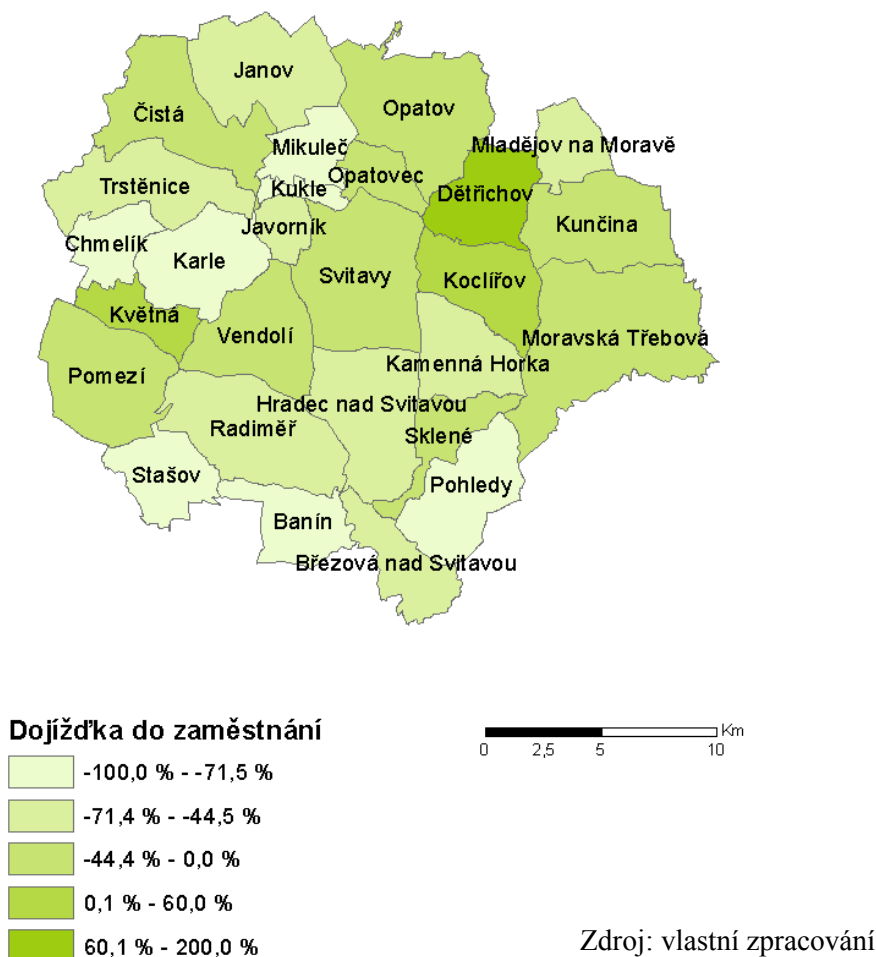 Janov
Čistá
Opatov
Mikuleč
Mladějov na Moravě
Trstěnice
Kukle
Opatovec
Dětřichov
Javorník
Kunčina
Chmelík
Karle
Svitavy
Koclířov
Květná
Vendolí
Moravská Třebová
Pomezí
Kamenná Horka
Hradec nad Svitavou
Radiměř
Sklené
Stašov
Pohledy
Banín
Březová nad Svitavou
Dojížďka do zaměstnání
-100,0 % - -71,5 %
-71,4 % - -44,5 %
-44,4 % - 0,0 %
0,1 % - 60,0 %
60,1 % - 200,0 %
Km
0 2,5 5 10
Zdroj: vlastní zpracování